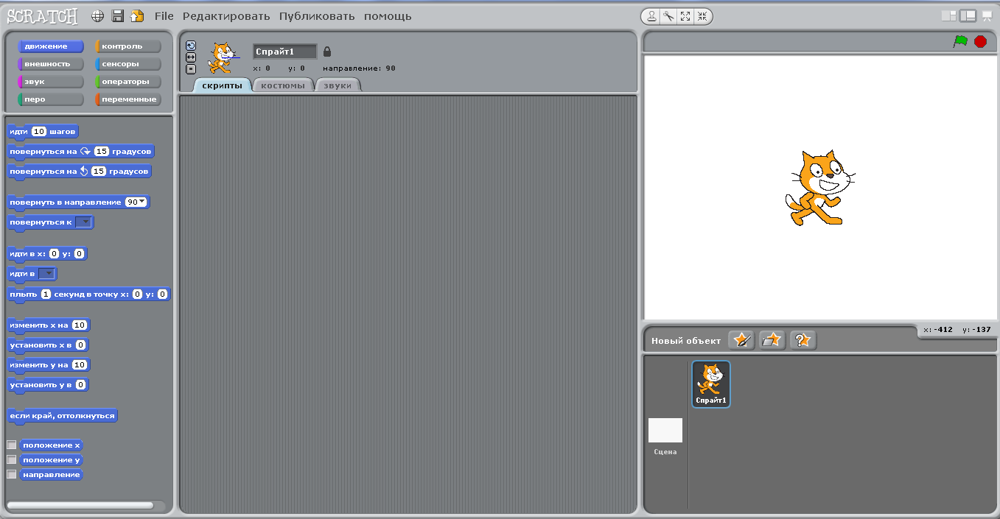 SCRATCH File Редактировать Публиковать помощь
движение контроль
внешность сенсоры
звук операторы
перо переменные
идти 10 шагов
повернуться на 15 градусов
повернуться на 15 градусов
повернуть в направление 90
повернуться к
идти в x: 0 y: 0
идти в
плыть 1 секунд в точку x: 0 y: 0
изменить x на 10
установить x в 0
изменить y на 10
установить y в 0
если край, оттолкнуться
положение x
положение y
направление
Спрайт1
x: 0 y: 0 направление: 90
скрипты костюмы звуки
x: -412 y: -137
Новый объект
Спрайт1
Сцена